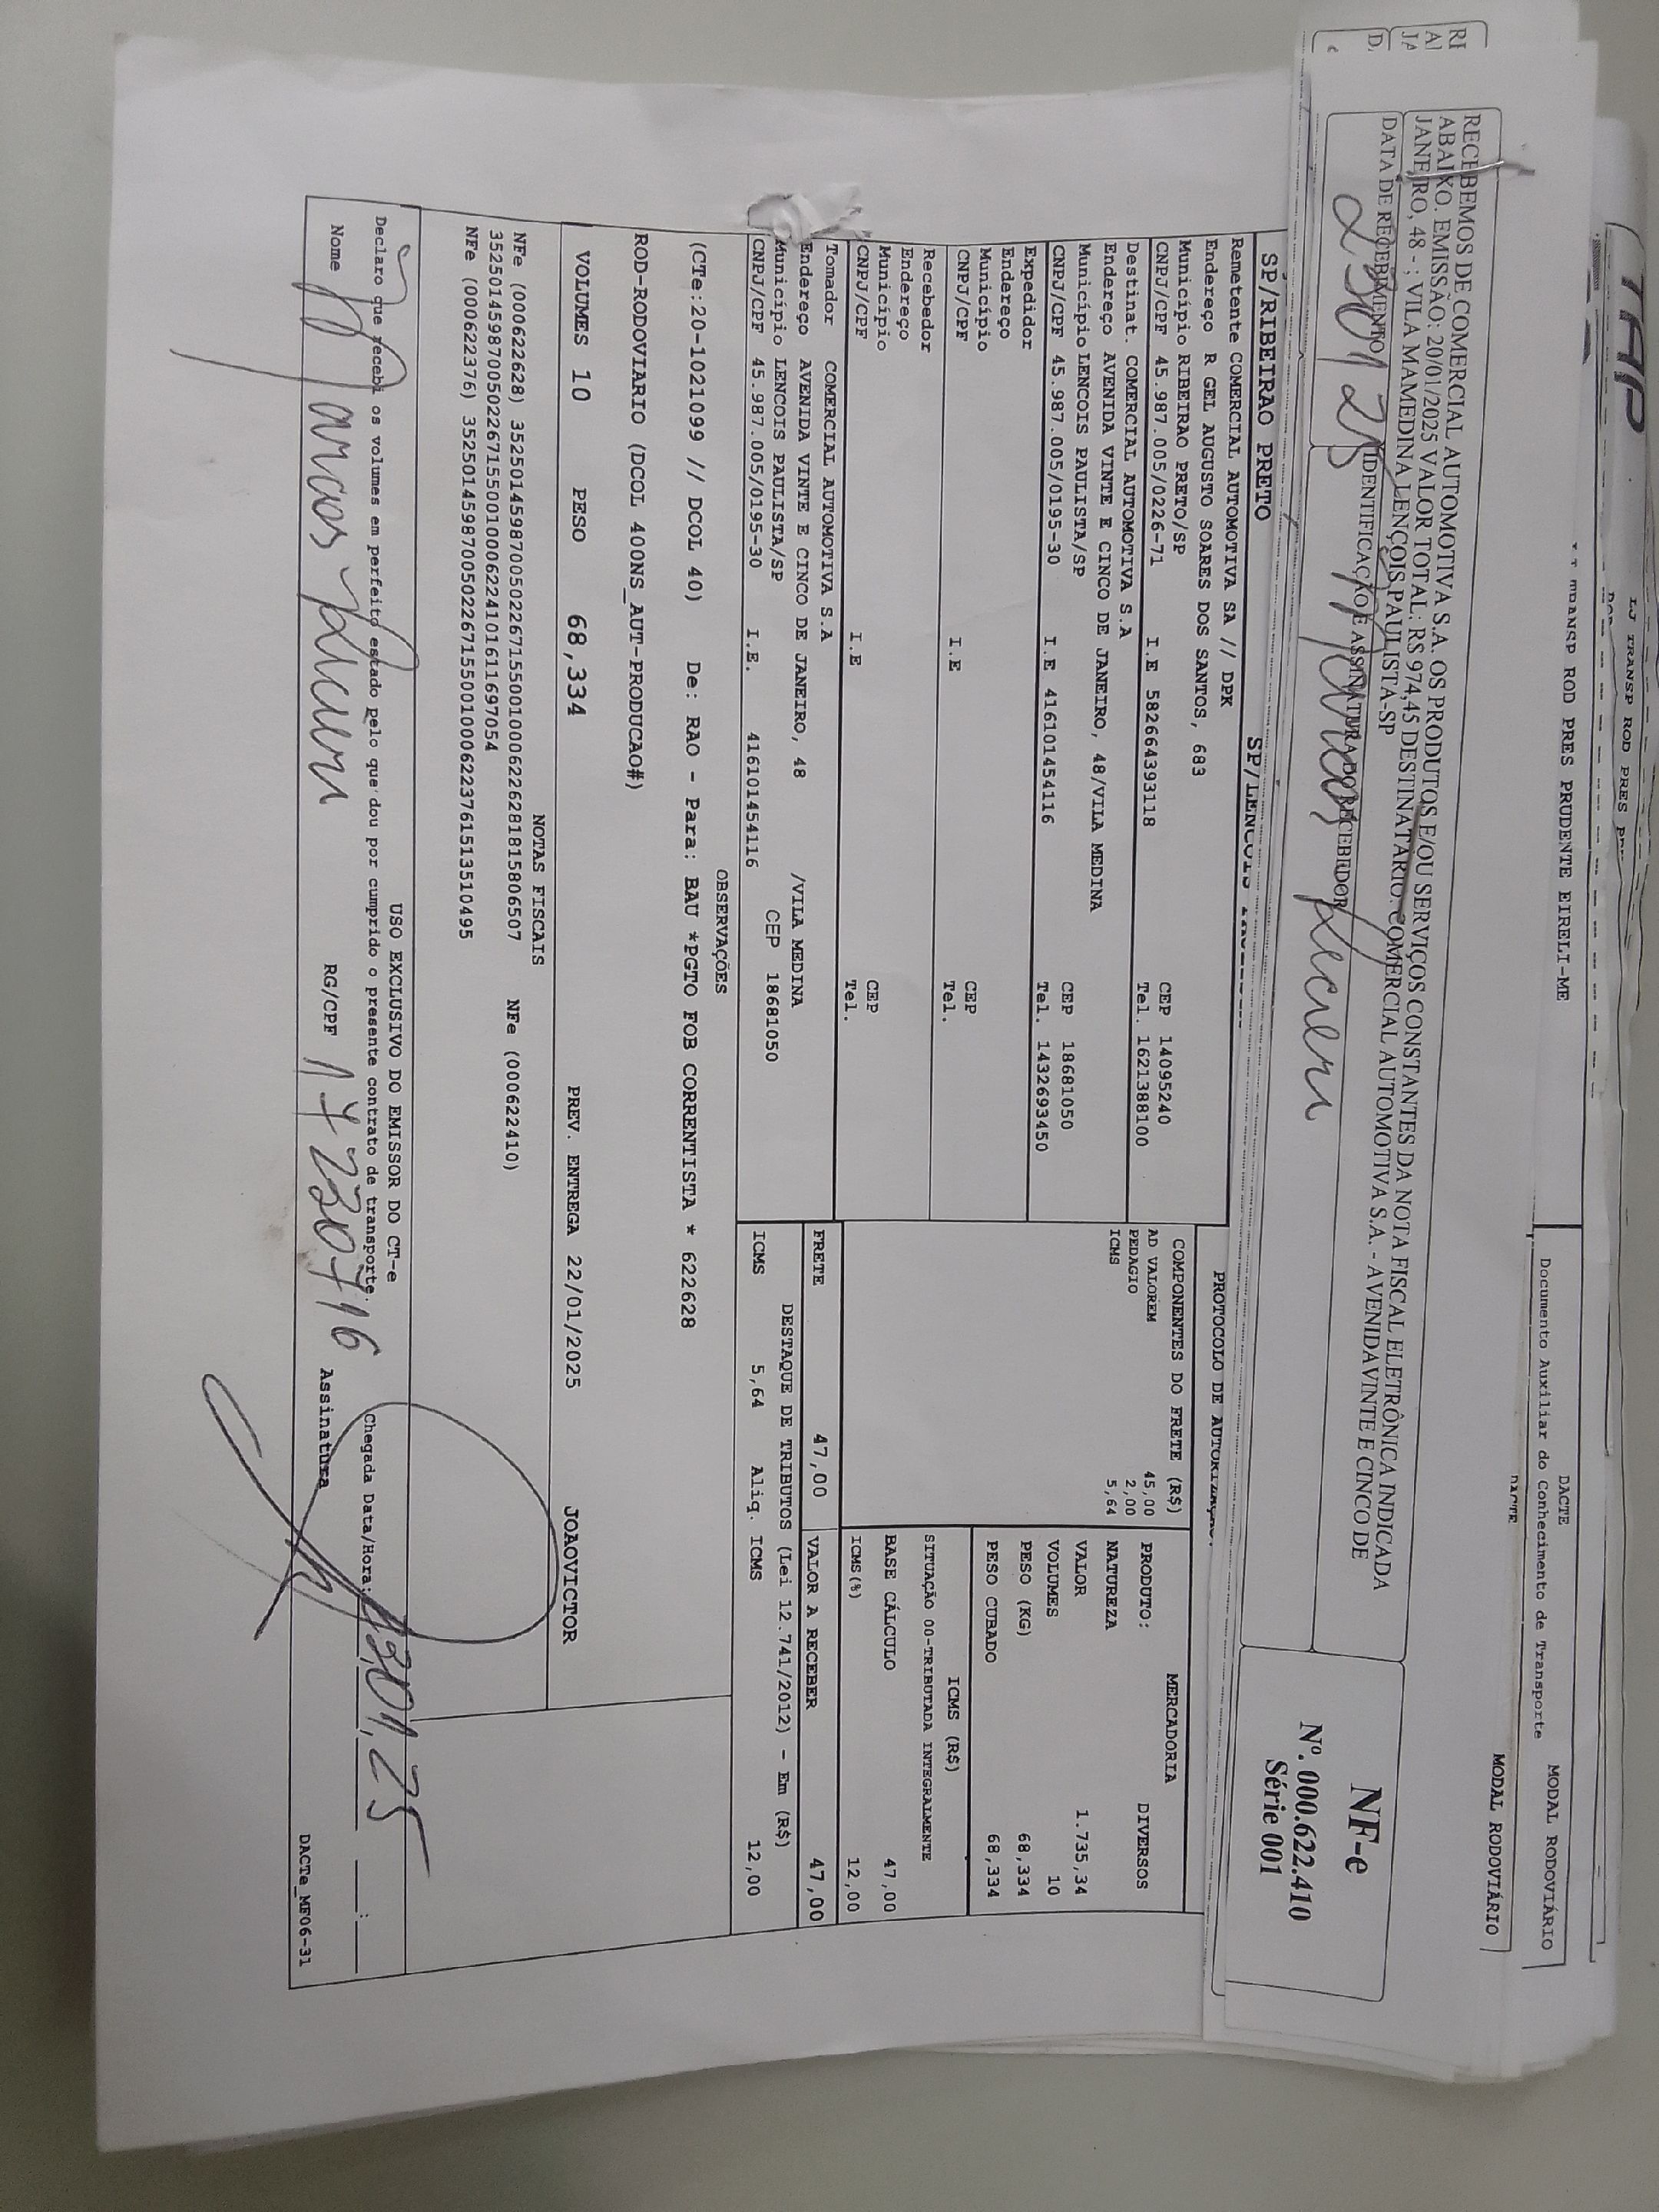 TAP
LJ TRANSP ROD PRES
TRANSP ROD PRES PRUDENTE EIRELI-ME
DACTE
Documento Auxiliar do Conhecimento de Transporte
MODAL RODOVIÁRIO
DACTE
MODAL RODOVIÁRIO
RECEBEMOS DE COMERCIAL AUTOMOTIVA S.A. OS PRODUTOS E/OU SERVIÇOS CONSTANTES DA NOTA FISCAL ELETRÔNICA INDICADA
ABAIXO. EMISSÃO: 20/01/2025 VALOR TOTAL: R$ 974,45 DESTINATÁRIO: COMERCIAL AUTOMOTIVA S.A. - AVENIDA VINTE E CINCO DE
JANEIRO, 48 - ; VILA MAMEDINA LENÇOIS PAULISTA-SP
DATA DE RECEBIMENTO IDENTIFICAÇÃO E ASSINATURA DO RECEBEDOR
NF-e
Nº. 000.622.410
Série 001
SP/RIBEIRAO PRETO SP/LENCOIS
PROTOCOLO DE AUTORIZAÇÃO:
Remetente COMERCIAL AUTOMOTIVA SA // DPK
Endereço R GEL AUGUSTO SOARES DOS SANTOS, 683
Município RIBEIRAO PRETO/SP CEP 14095240
CNPJ/CPF 45.987.005/0226-71 I.E 582664393118 Tel. 1621388100
Destinat. COMERCIAL AUTOMOTIVA S.A
Endereço AVENIDA VINTE E CINCO DE JANEIRO, 48/VILA MEDINA
Município LENCOIS PAULISTA/SP CEP 18681050
CNPJ/CPF 45.987.005/0195-30 I.E 416101454116 Tel. 1432693450
Expedidor
Endereço
Município CEP
CNPJ/CPF I.E Tel.
Recebedor
Endereço
Município CEP
CNPJ/CPF I.E Tel.
Tomador COMERCIAL AUTOMOTIVA S.A
Endereço AVENIDA VINTE E CINCO DE JANEIRO, 48 /VILA MEDINA
Município LENCOIS PAULISTA/SP CEP 18681050
CNPJ/CPF 45.987.005/0195-30 I.E. 416101454116
COMPONENTES DO FRETE (R$)
AD VALOREM 45,00
PEDAGIO 2,00
ICMS 5,64
MERCADORIA
PRODUTO: DIVERSOS
NATUREZA
VALOR 1.735,34
VOLUMES 10
PESO (KG) 68,334
PESO CUBADO 68,334
ICMS (R$)
SITUAÇÃO 00-TRIBUTADA INTEGRALMENTE
BASE CÁLCULO 47,00
ICMS(%) 12,00
FRETE 47,00 VALOR A RECEBER 47,00
DESTAQUE DE TRIBUTOS (Lei 12.741/2012) - Em (R$)
ICMS 5,64 Aliq. ICMS 12,00
OBSERVAÇÕES
(CTe:20-1021099 // DCOL 40) De: RAO - Para: BAU *PGTO FOB CORRENTISTA * 622628
ROD-RODOVIARIO (DCOL 400NS_AUT-PRODUCAO#)
VOLUMES 10 PESO 68,334 PREV. ENTREGA 22/01/2025 JOAOVICTOR
NOTAS FISCAIS
NFe (000622628) 35250145987005022671550010006226281815806507 NFe (000622410)
35250145987005022671550010006224101611697054
NFe (000622376) 35250145987005022671550010006223761513510495
USO EXCLUSIVO DO EMISSOR DO CT-e
Declaro que recebi os volumes em perfeito estado pelo que dou por cumprido o presente contrato de transporte.
Chegada Data/Hora:
Nome Marcos RG/CPF 17230716 Assinatura
DACTe_MF06-31